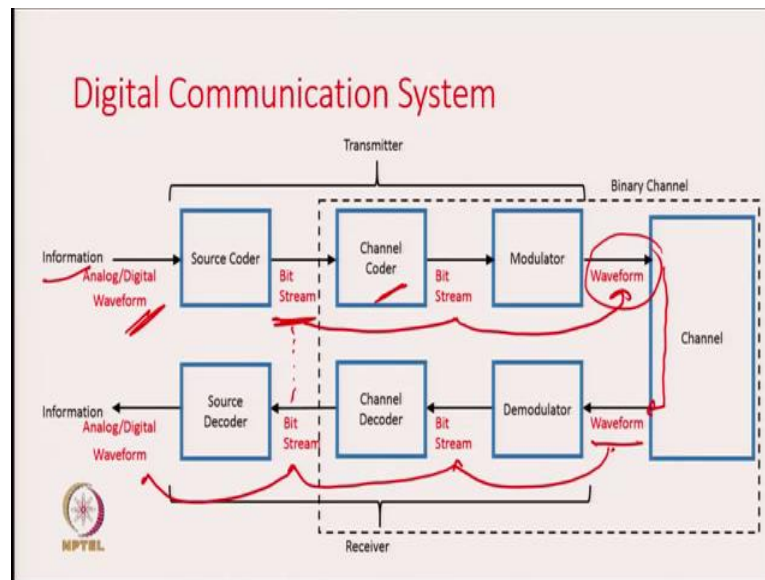 Digital Communication System
Transmitter
Binary Channel
Information
Analog/Digital
Waveform
Source Coder
Bit
Stream
Channel
Coder
Bit
Stream
Modulator
Waveform
Channel
Information
Analog/Digital
Waveform
Source
Decoder
Bit
Stream
Channel
Decoder
Bit
Stream
Demodulator
Waveform
Receiver
NPTEL